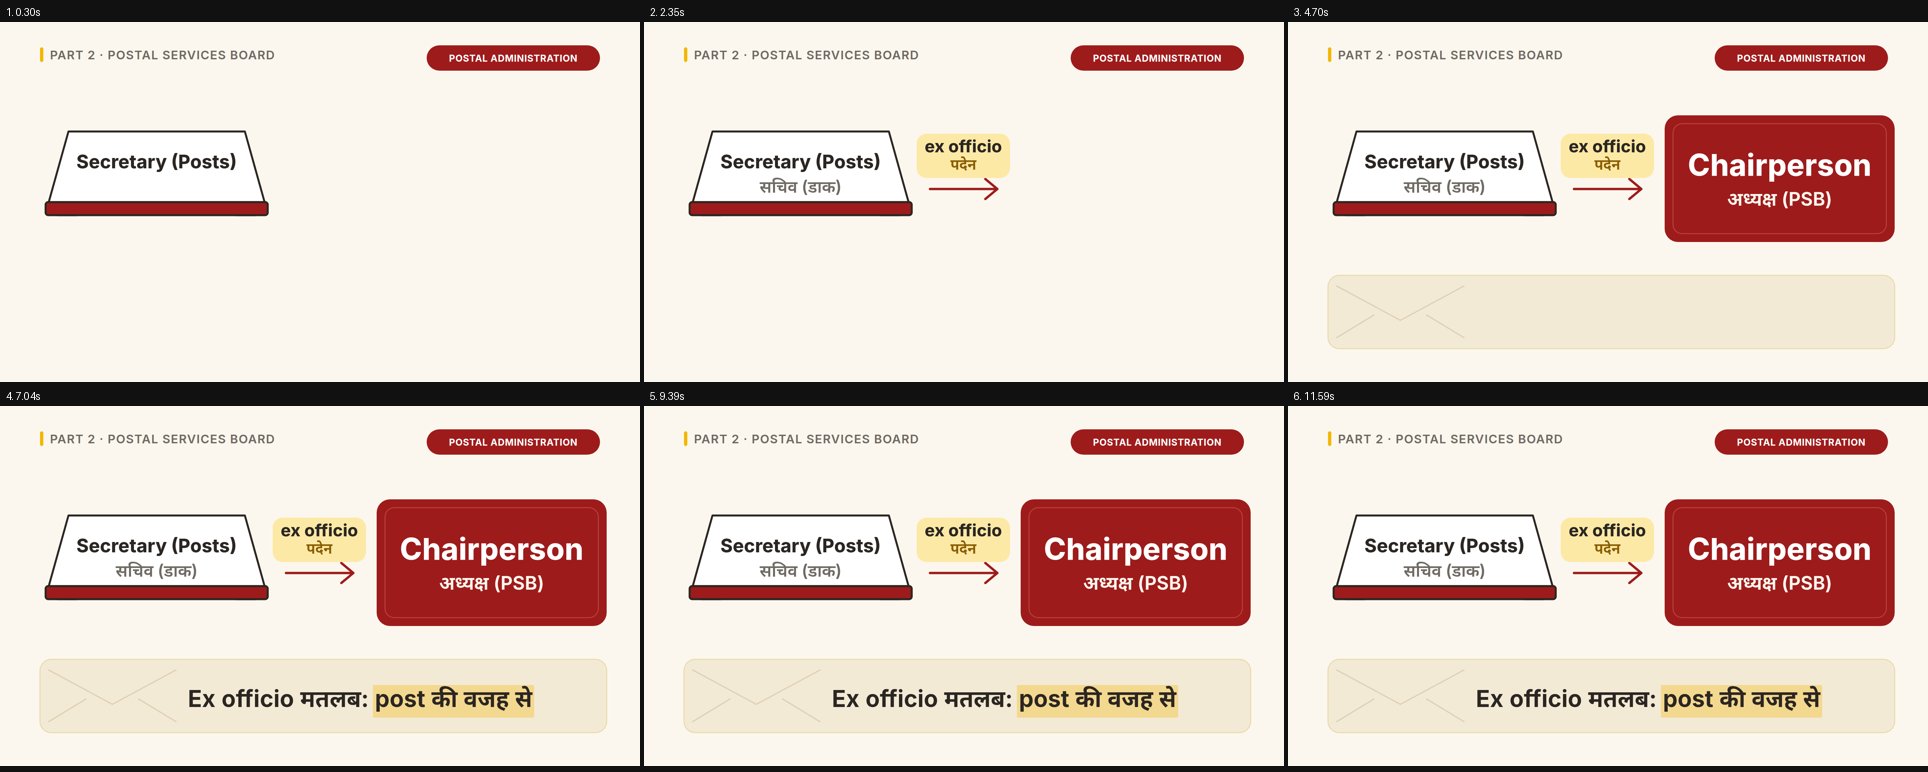 1. 0.30s
PART 2 · POSTAL SERVICES BOARD
POSTAL ADMINISTRATION
Secretary (Posts)
2. 2.35s
PART 2 · POSTAL SERVICES BOARD
POSTAL ADMINISTRATION
Secretary (Posts)
सचिव (डाक)
ex officio
पदेन
3. 4.70s
PART 2 · POSTAL SERVICES BOARD
POSTAL ADMINISTRATION
Secretary (Posts)
सचिव (डाक)
ex officio
पदेन
Chairperson
अध्यक्ष (PSB)
4. 7.04s
PART 2 · POSTAL SERVICES BOARD
POSTAL ADMINISTRATION
Secretary (Posts)
सचिव (डाक)
ex officio
पदेन
Chairperson
अध्यक्ष (PSB)
Ex officio मतलब: post की वजह से
5. 9.39s
PART 2 · POSTAL SERVICES BOARD
POSTAL ADMINISTRATION
Secretary (Posts)
सचिव (डाक)
ex officio
पदेन
Chairperson
अध्यक्ष (PSB)
Ex officio मतलब: post की वजह से
6. 11.59s
PART 2 · POSTAL SERVICES BOARD
POSTAL ADMINISTRATION
Secretary (Posts)
सचिव (डाक)
ex officio
पदेन
Chairperson
अध्यक्ष (PSB)
Ex officio मतलब: post की वजह से